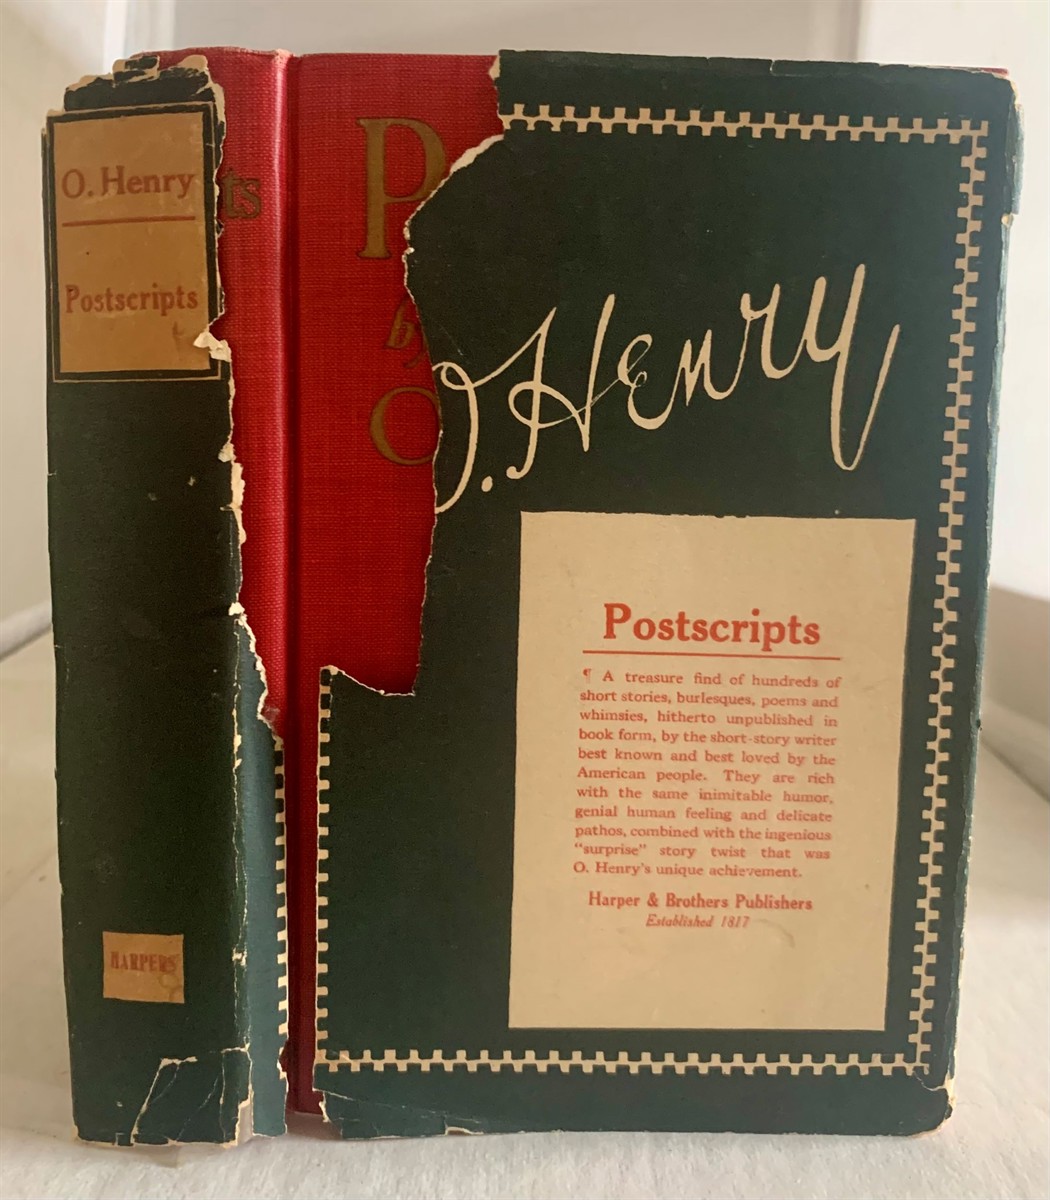 O. Henry
Postscripts
HARPERS
ts
P
by
O
O. Henry
Postscripts
¶ A treasure find of hundreds of
short stories, burlesques, poems and
whimsies, hitherto unpublished in
book form, by the short-story writer
best known and best loved by the
American people. They are rich
with the same inimitable humor,
genial human feeling and delicate
pathos, combined with the ingenious
"surprise" story twist that was
O. Henry's unique achievement.
Harper & Brothers Publishers
Established 1817